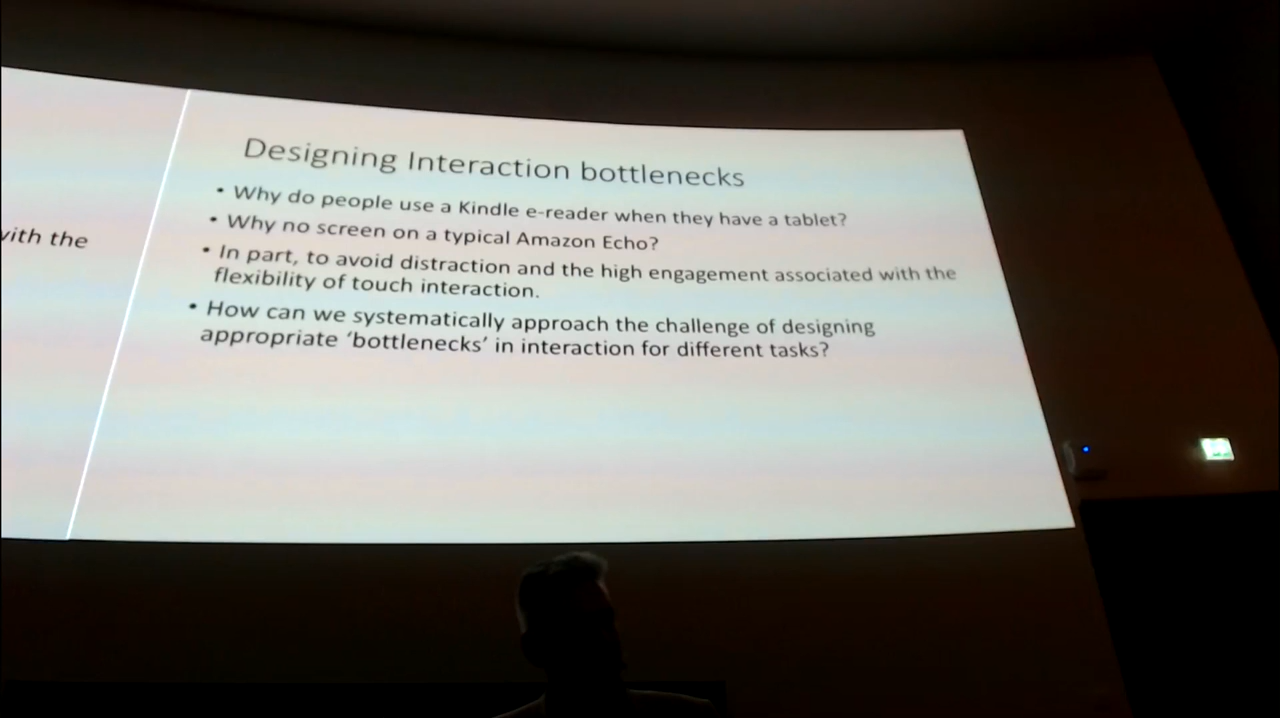 with the
Designing Interaction bottlenecks
• Why do people use a Kindle e-reader when they have a tablet?
• Why no screen on a typical Amazon Echo?
• In part, to avoid distraction and the high engagement associated with the
flexibility of touch interaction.
• How can we systematically approach the challenge of designing
appropriate ‘bottlenecks’ in interaction for different tasks?